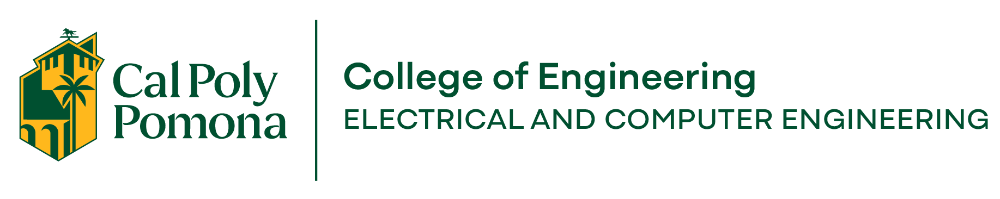 Cal Poly
Pomona
College of Engineering
ELECTRICAL AND COMPUTER ENGINEERING